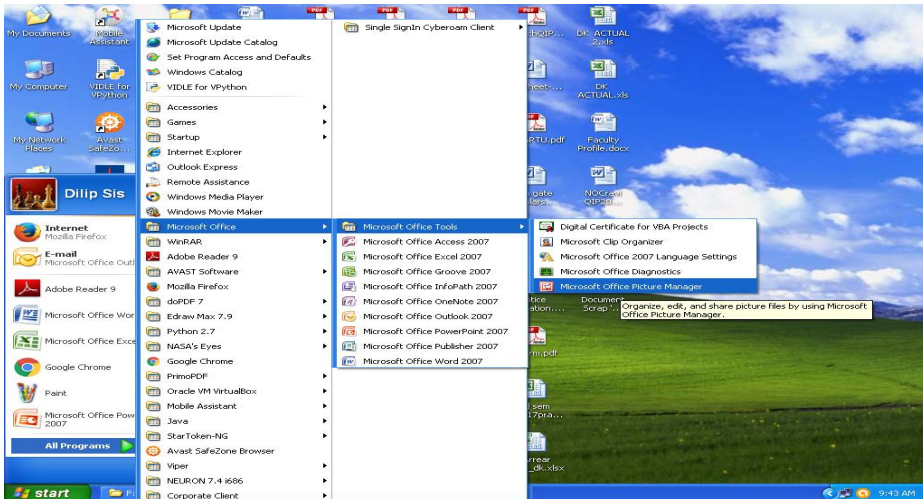 My Documents
Mobile
Assistant
DK ACTUAL
2.xls
My Computer
VIDLE for
VPython
DK
ACTUAL.xls
My Network
Places
Avast
SafeZo...
RTU.pdf
Faculty
Profile.docx
gate
QIP20...
Document
Scrap '...
rm.pdf
sem
17pra...
_dk.xlsx
Dilip Sis
Internet
Mozilla Firefox
E-mail
Microsoft Office Outl
Adobe Reader 9
Microsoft Office Wor
Microsoft Office Exce
Google Chrome
Paint
Microsoft Office Pow
2007
All Programs
Microsoft Update
Microsoft Update Catalog
Set Program Access and Defaults
Windows Catalog
VIDLE for VPython
Accessories
Games
Startup
Internet Explorer
Outlook Express
Remote Assistance
Windows Media Player
Windows Movie Maker
Microsoft Office
WinRAR
Adobe Reader 9
AVAST Software
Mozilla Firefox
doPDF 7
Edraw Max 7.9
Python 2.7
NASA's Eyes
Google Chrome
PrimoPDF
Oracle VM VirtualBox
Mobile Assistant
Java
StarToken-NG
Avast SafeZone Browser
Viper
NEURON 7.4 i686
Corporate Client
Single SignIn Cyberoam Client
Microsoft Office Tools
Microsoft Office Access 2007
Microsoft Office Excel 2007
Microsoft Office Groove 2007
Microsoft Office InfoPath 2007
Microsoft Office OneNote 2007
Microsoft Office Outlook 2007
Microsoft Office PowerPoint 2007
Microsoft Office Publisher 2007
Microsoft Office Word 2007
Digital Certificate for VBA Projects
Microsoft Clip Organizer
Microsoft Office 2007 Language Settings
Microsoft Office Diagnostics
Microsoft Office Picture Manager
Organize, edit, and share picture files by using Microsoft
Office Picture Manager.
start
9:43 AM